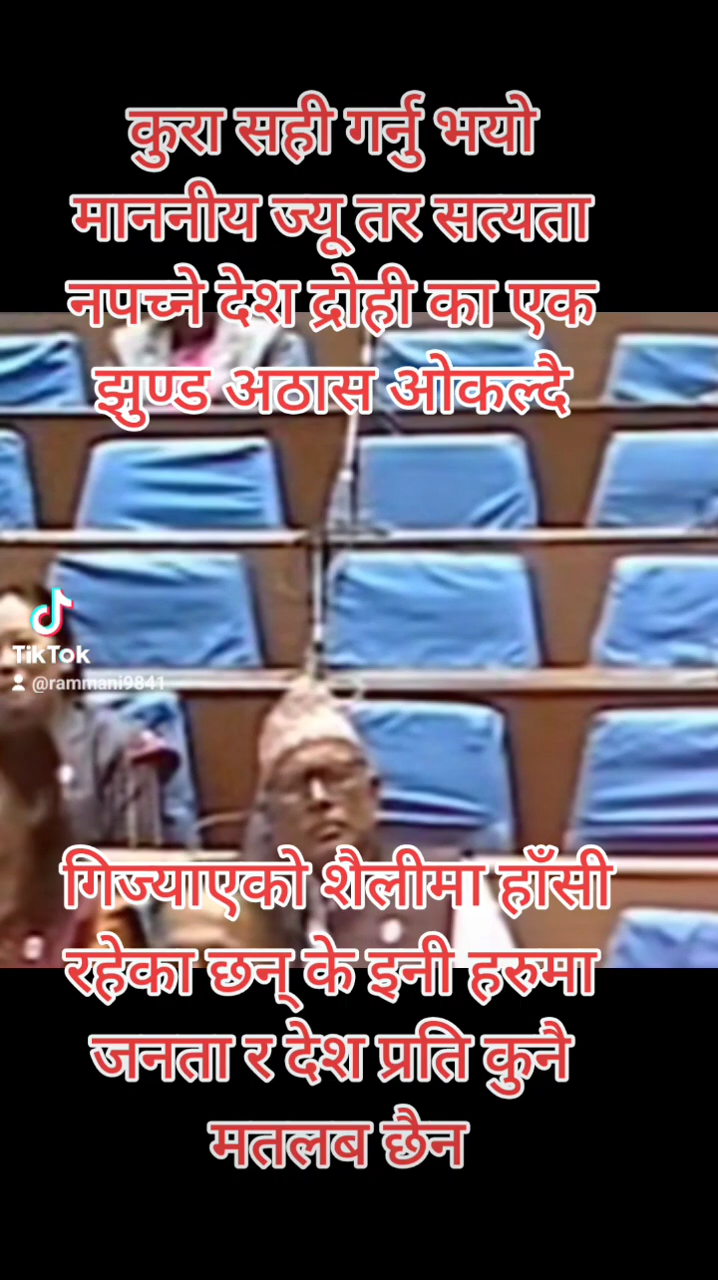 कुरा सही गर्नु भयो
माननीय ज्यू तर सत्यता
नपच्ने देश द्रोही का एक
झुण्ड अठास ओकल्दै
TikTok
@rammani9841
गिज्याएको शैलीमा हाँसी
रहेका छन् के इनी हरुमा
जनता र देश प्रति कुनै
मतलब छैन